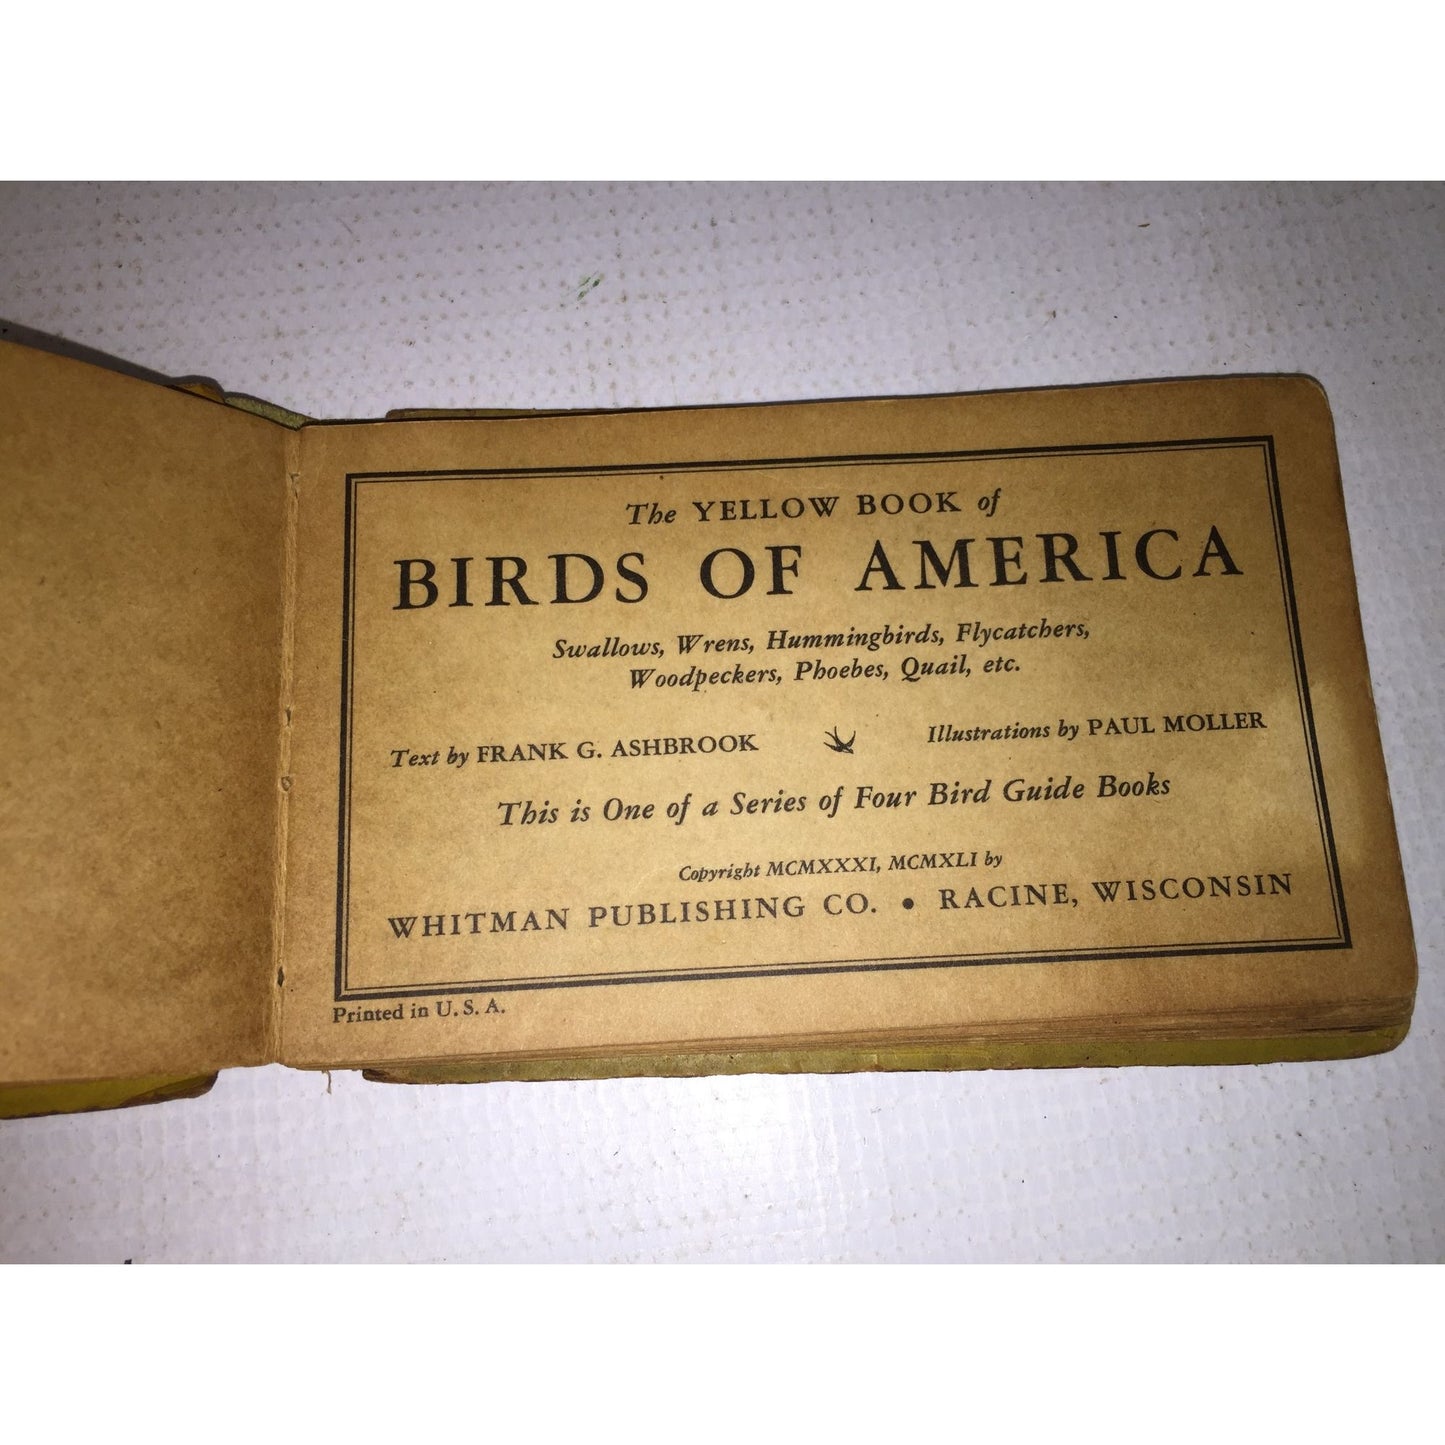 The YELLOW BOOK of
BIRDS OF AMERICA
Swallows, Wrens, Hummingbirds, Flycatchers,
Woodpeckers, Phoebes, Quail, etc.
Text by FRANK G. ASHBROOK Illustrations by PAUL MOLLER
This is One of a Series of Four Bird Guide Books
Copyright MCMXXXI, MCMXLI by
WHITMAN PUBLISHING CO. • RACINE, WISCONSIN
Printed in U. S. A.